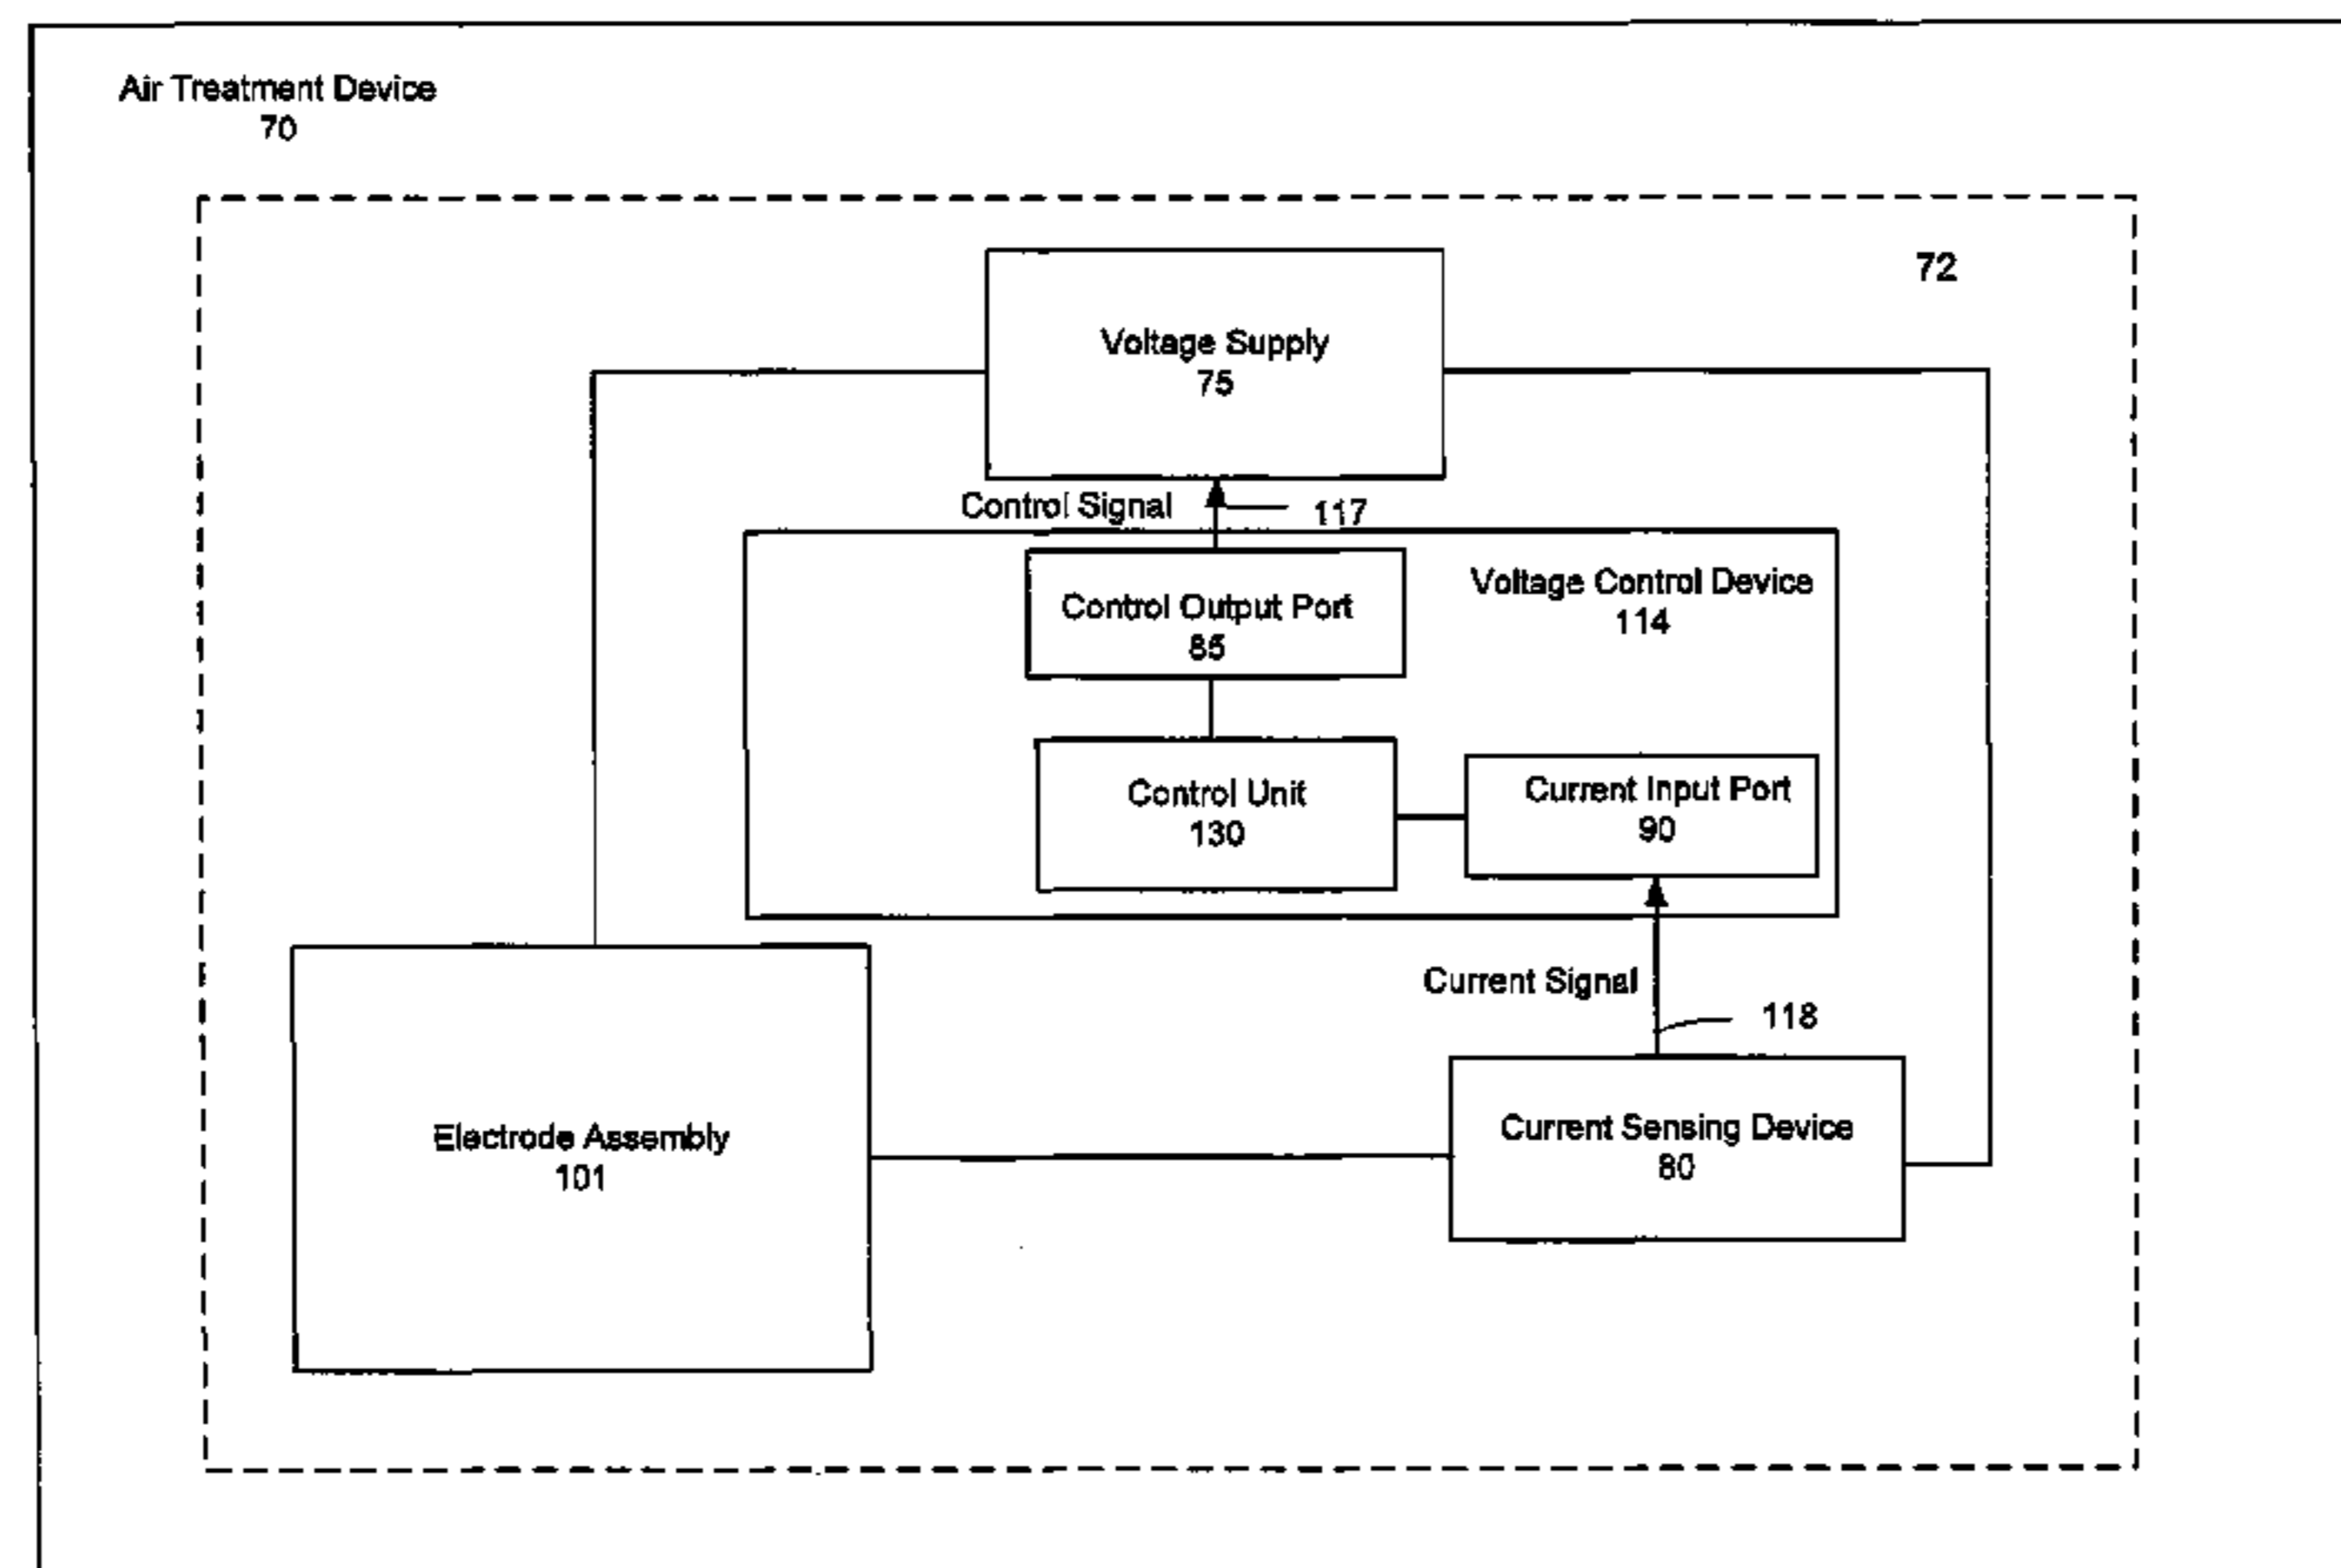 Air Treatment Device
70
72
Voltage Supply
75
Control Signal
117
Control Output Port
85
Voltage Control Device
114
Control Unit
130
Current Input Port
90
Current Signal
118
Electrode Assembly
101
Current Sensing Device
80